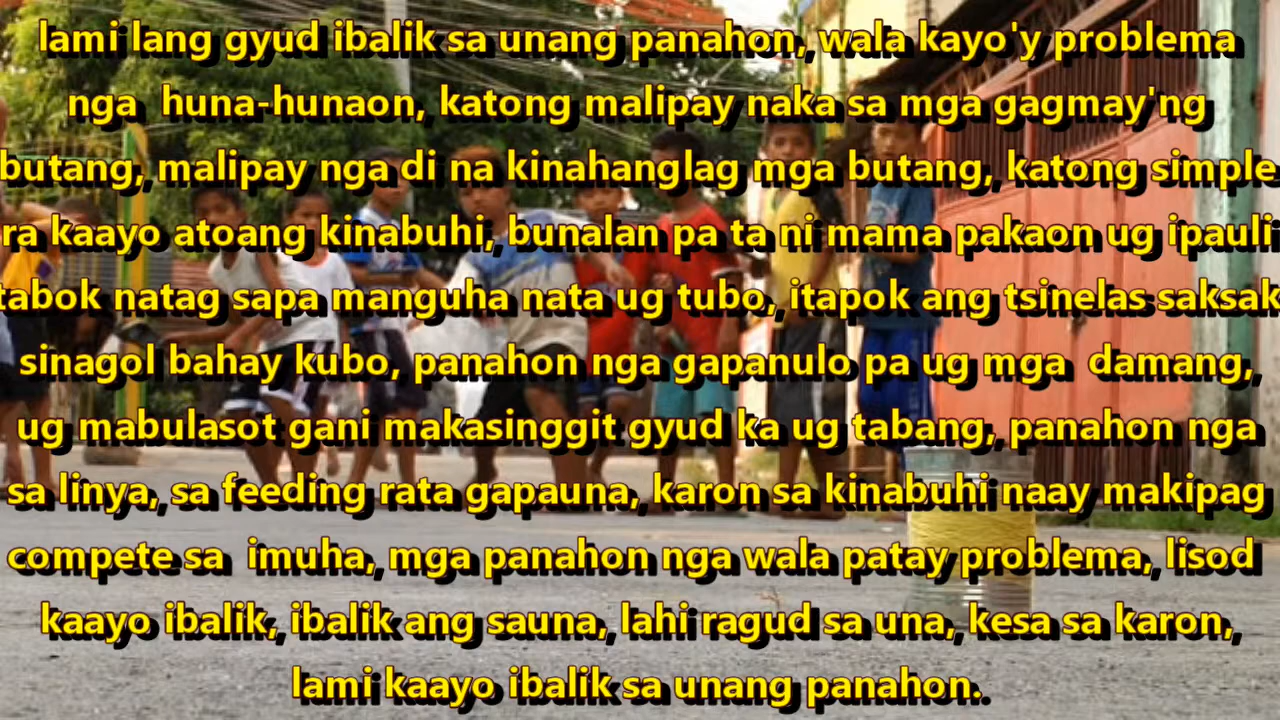 lami lang gyud ibalik sa unang panahon, wala kayo'y problema
nga huna-hunaon, katong malipay naka sa mga gagmay'ng
butang, malipay nga di na kinahanglag mga butang, katong simple
ra kaayo atoang kinabuhi, bunalan pa ta ni mama pakaon ug ipauli
tabok natag sapa manguha nata ug tubo, itapok ang tsinelas saksak
sinagol bahay kubo, panahon nga gapanulo pa ug mga damang,
ug mabulasot gani makasinggit gyud ka ug tabang, panahon nga
sa linya, sa feeding rata gapauna, karon sa kinabuhi naay makipag
compete sa imuha, mga panahon nga wala patay problema, lisod
kaayo ibalik, ibalik ang sauna, lahi ragud sa una, kesa sa karon,
lami kaayo ibalik sa unang panahon.